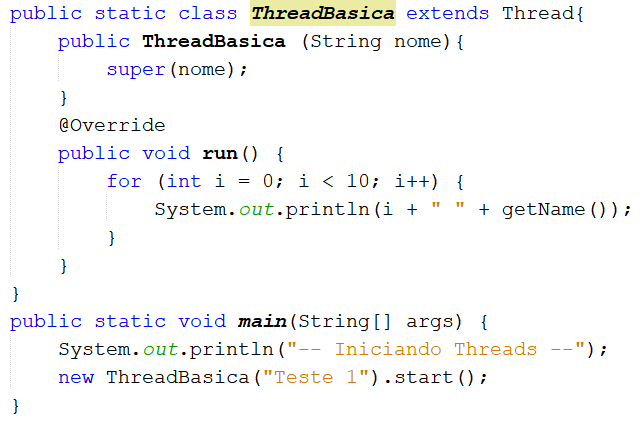 public static class ThreadBasica extends Thread{
    public ThreadBasica (String nome){
        super(nome);
    }
    @Override
    public void run() {
        for (int i = 0; i < 10; i++) {
            System.out.println(i + " " + getName());
        }
    }
}
public static void main(String[] args) {
    System.out.println("-- Iniciando Threads --");
    new ThreadBasica("Teste 1").start();
}